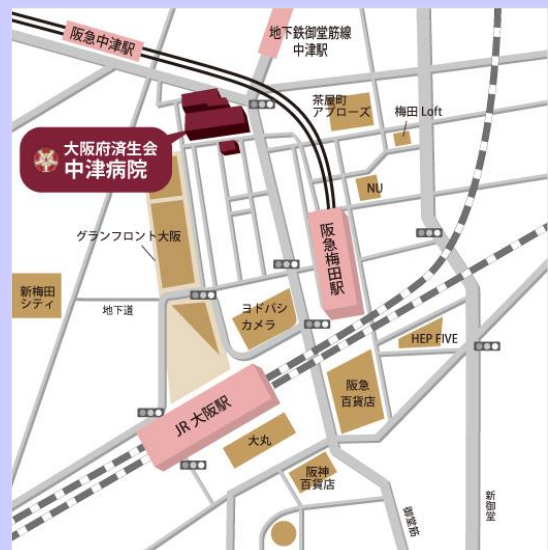 阪急中津駅
地下鉄御堂筋線
中津駅
茶屋町
アプローズ
梅田 Loft
大阪府済生会
中津病院
NU
グランフロント大阪
阪急梅田駅
新梅田
シティ
地下道
ヨドバシ
カメラ
HEP FIVE
阪急
百貨店
JR 大阪駅
大丸
阪神
百貨店
御堂筋
新御堂